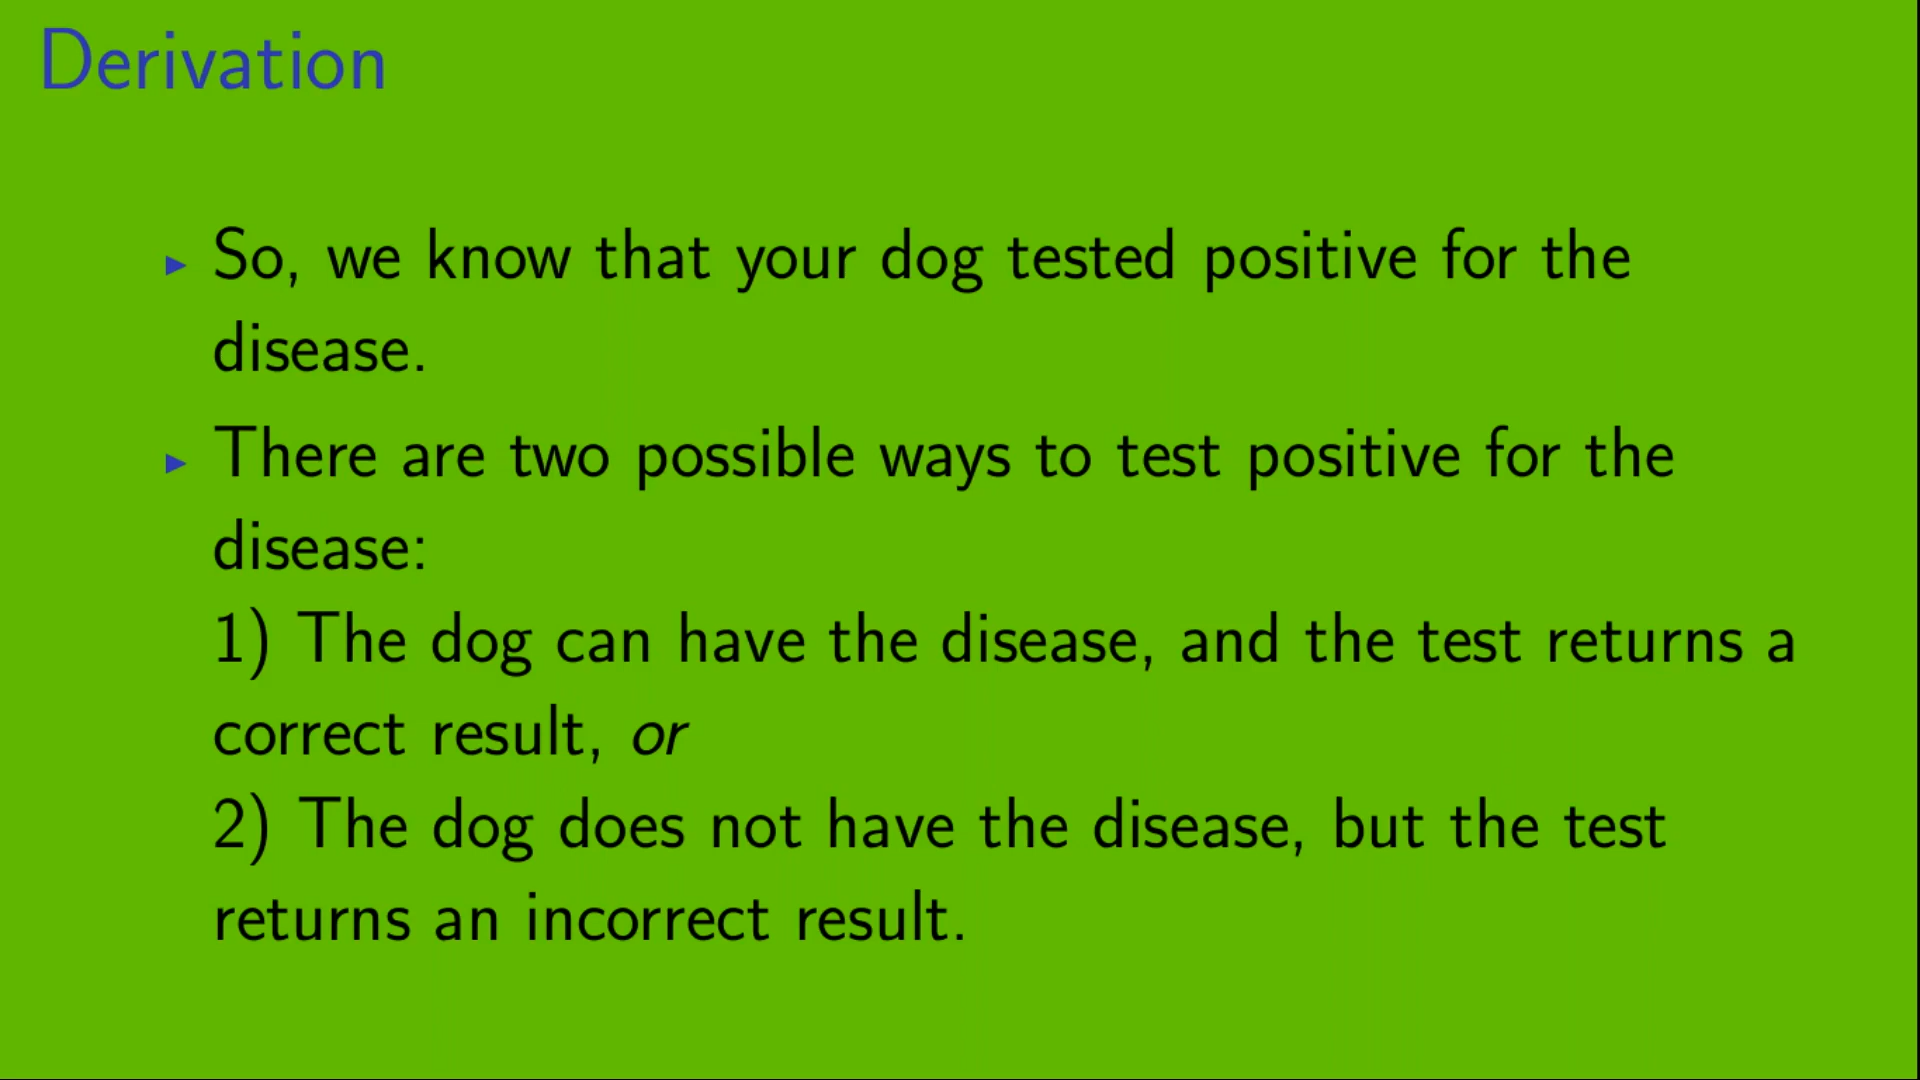 Derivation
▶ So, we know that your dog tested positive for the
disease.
▶ There are two possible ways to test positive for the
disease:
1) The dog can have the disease, and the test returns a
correct result, or
2) The dog does not have the disease, but the test
returns an incorrect result.